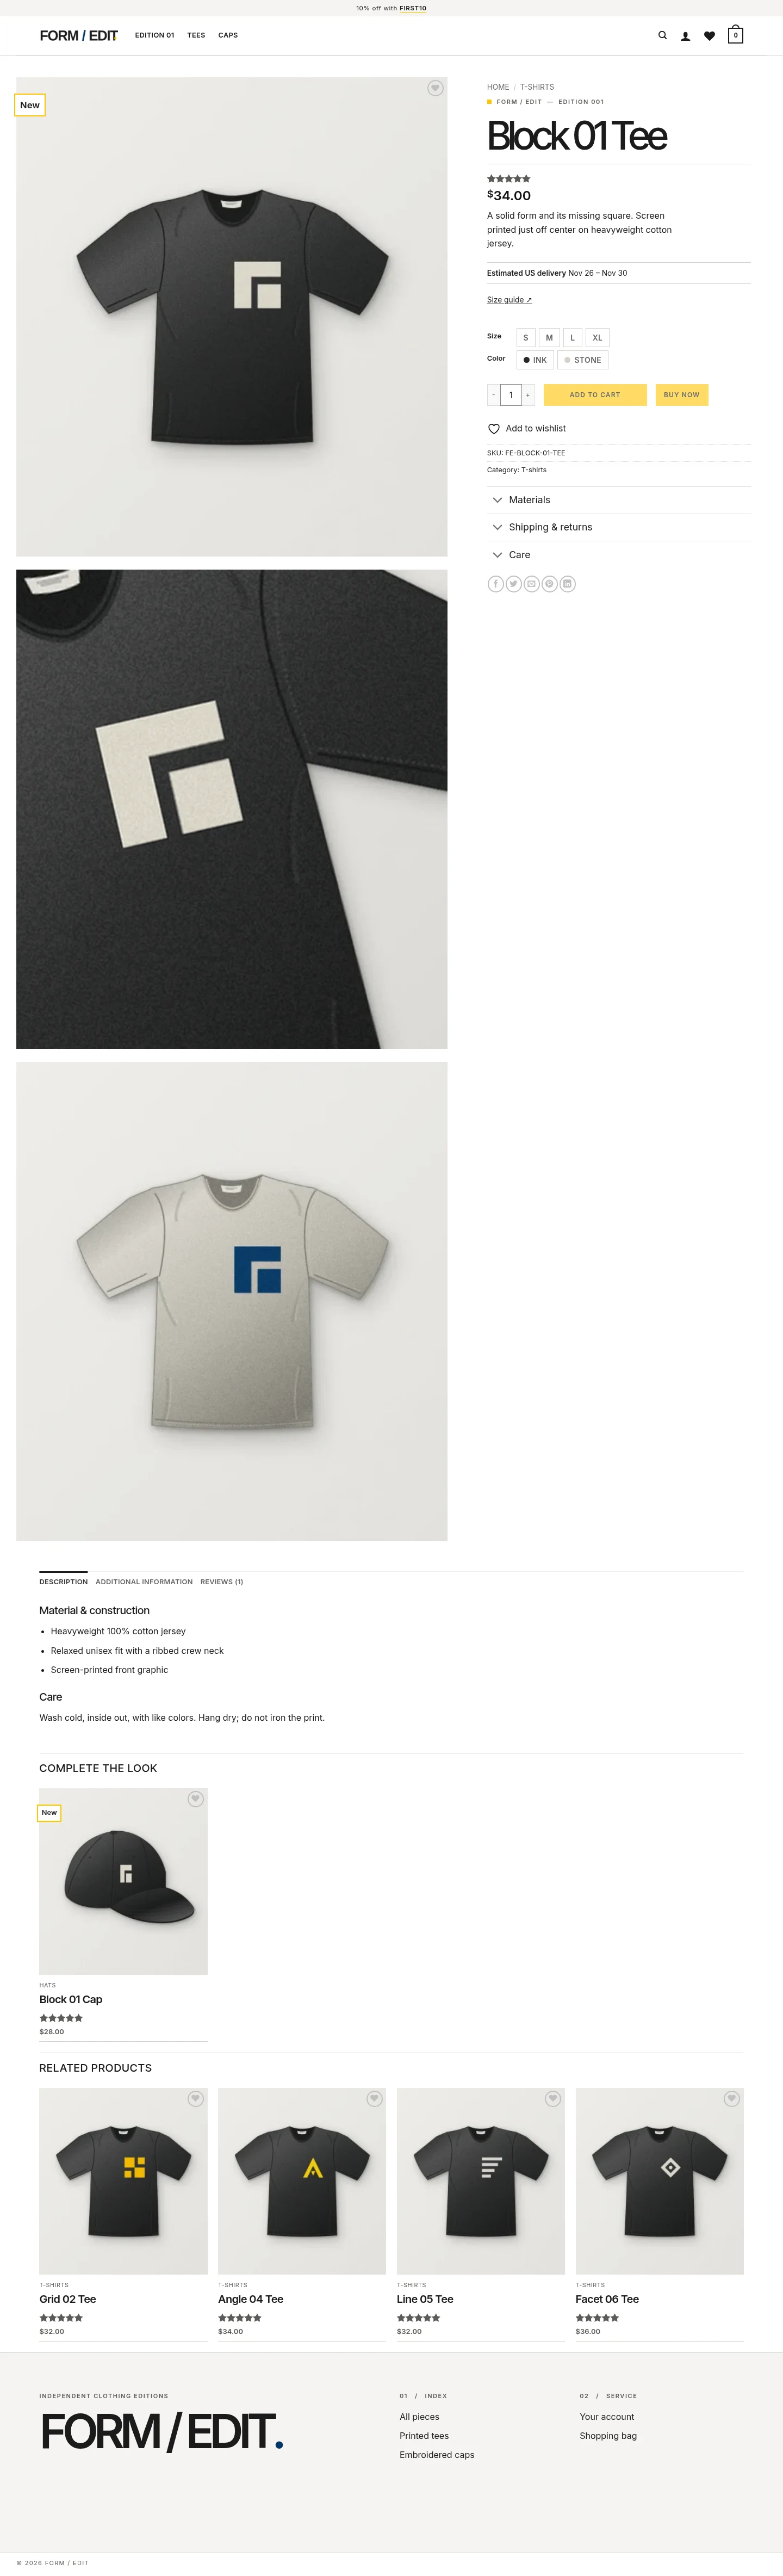 10% off with FIRST10
FORM / EDIT.
EDITION 01
TEES
CAPS
0
New
HOME / T-SHIRTS
FORM / EDIT — EDITION 001
Block 01 Tee
$34.00
A solid form and its missing square. Screen
printed just off center on heavyweight cotton
jersey.
Estimated US delivery Nov 26 – Nov 30
Size guide ↗
Size
S
M
L
XL
Color
INK
STONE
- 1 +
ADD TO CART
BUY NOW
Add to wishlist
SKU: FE-BLOCK-01-TEE
Category: T-shirts
Materials
Shipping & returns
Care
DESCRIPTION
ADDITIONAL INFORMATION
REVIEWS (1)
Material & construction
• Heavyweight 100% cotton jersey
• Relaxed unisex fit with a ribbed crew neck
• Screen-printed front graphic
Care
Wash cold, inside out, with like colors. Hang dry; do not iron the print.
COMPLETE THE LOOK
New
HATS
Block 01 Cap
$28.00
RELATED PRODUCTS
T-SHIRTS
Grid 02 Tee
$32.00
T-SHIRTS
Angle 04 Tee
$34.00
T-SHIRTS
Line 05 Tee
$32.00
T-SHIRTS
Facet 06 Tee
$36.00
INDEPENDENT CLOTHING EDITIONS
FORM / EDIT.
01 / INDEX
All pieces
Printed tees
Embroidered caps
02 / SERVICE
Your account
Shopping bag
© 2026 FORM / EDIT